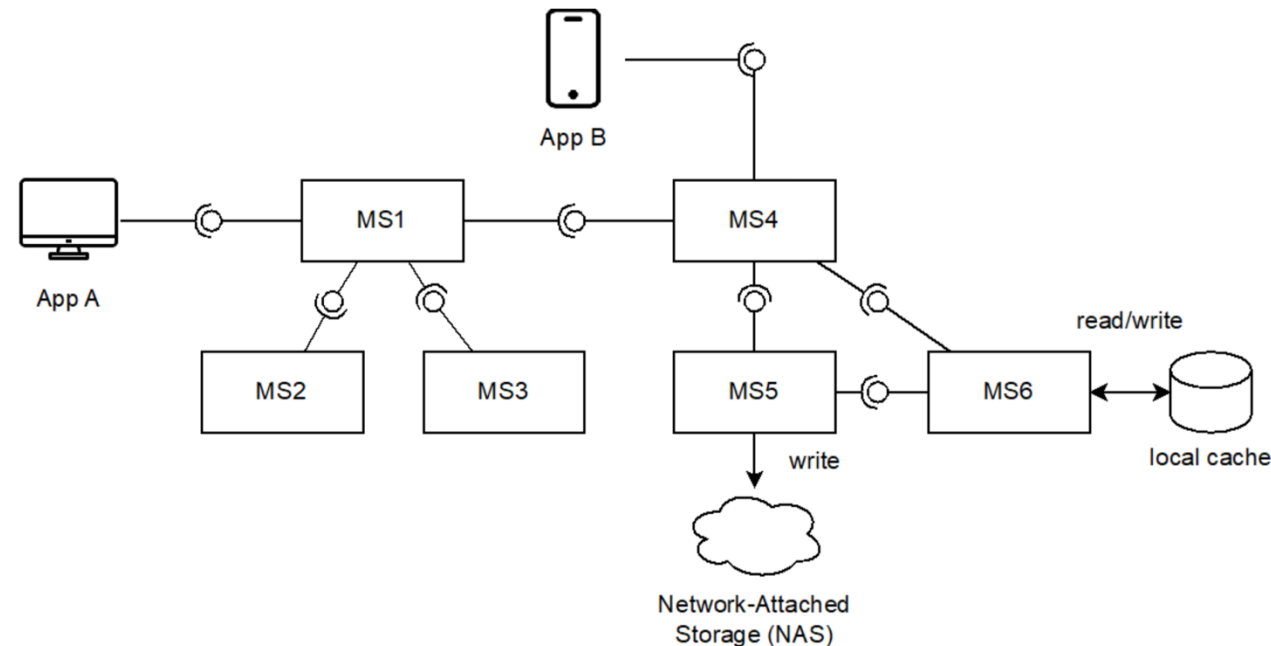 App B
App A
MS1
MS4
MS2
MS3
MS5
MS6
read/write
local cache
write
Network-Attached
Storage (NAS)